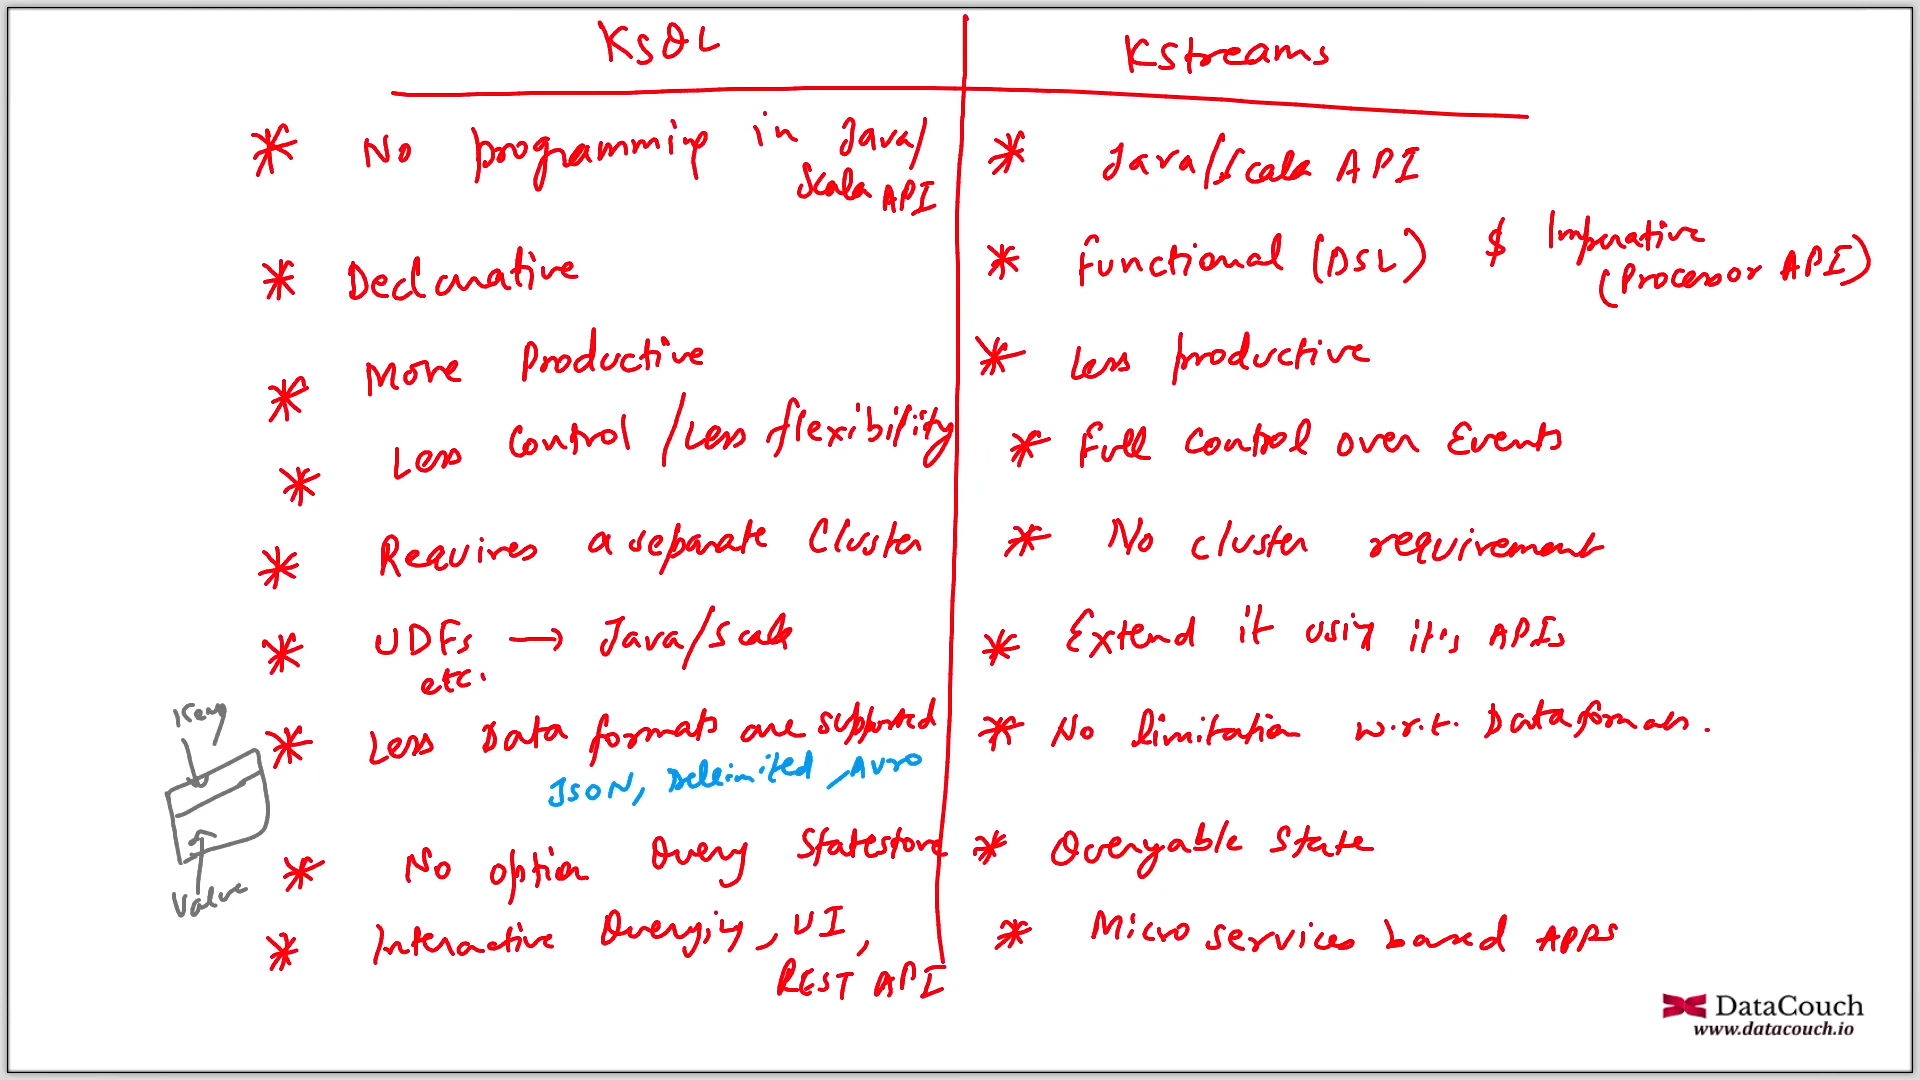 KSQL
KStreams
* No programming in Java/
Scala API
* Java/Scala API
* Declarative
* Functional (DSL) $ Imperative
(Processor API)
* More Productive
* Less productive
* Less Control / Less flexibility
* Full Control over Events
* Requires a separate Cluster
* No cluster requirement
* UDFs → Java/Scala
etc.
* Extend it using it's APIs
Key
* Less Data formats are supported
JSON, Delimited, Avro
* No limitation w.r.t. Data formats.
Value
* No option Query Statestore
* Queryable State
* Interactive Querying, UI,
REST API
* Micro services based APPS
DataCouch
www.datacouch.io